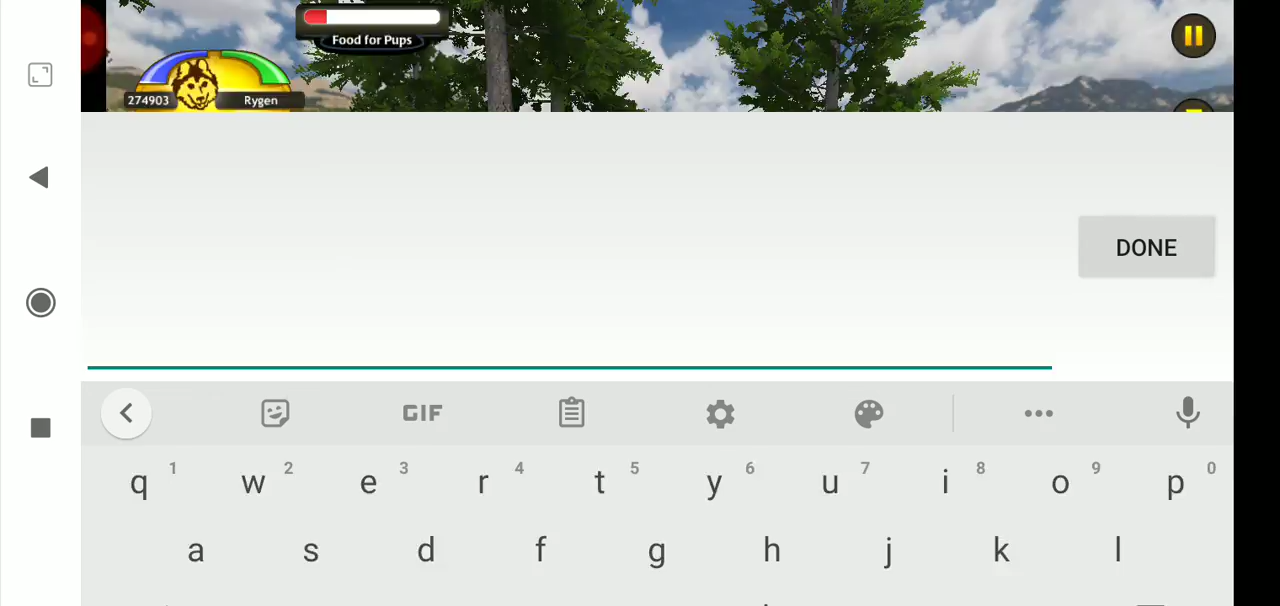 Food for Pups
274903 Rygen
DONE
GIF
q 1 w 2 e 3 r 4 t 5 y 6 u 7 i 8 o 9 p 0
a s d f g h j k l